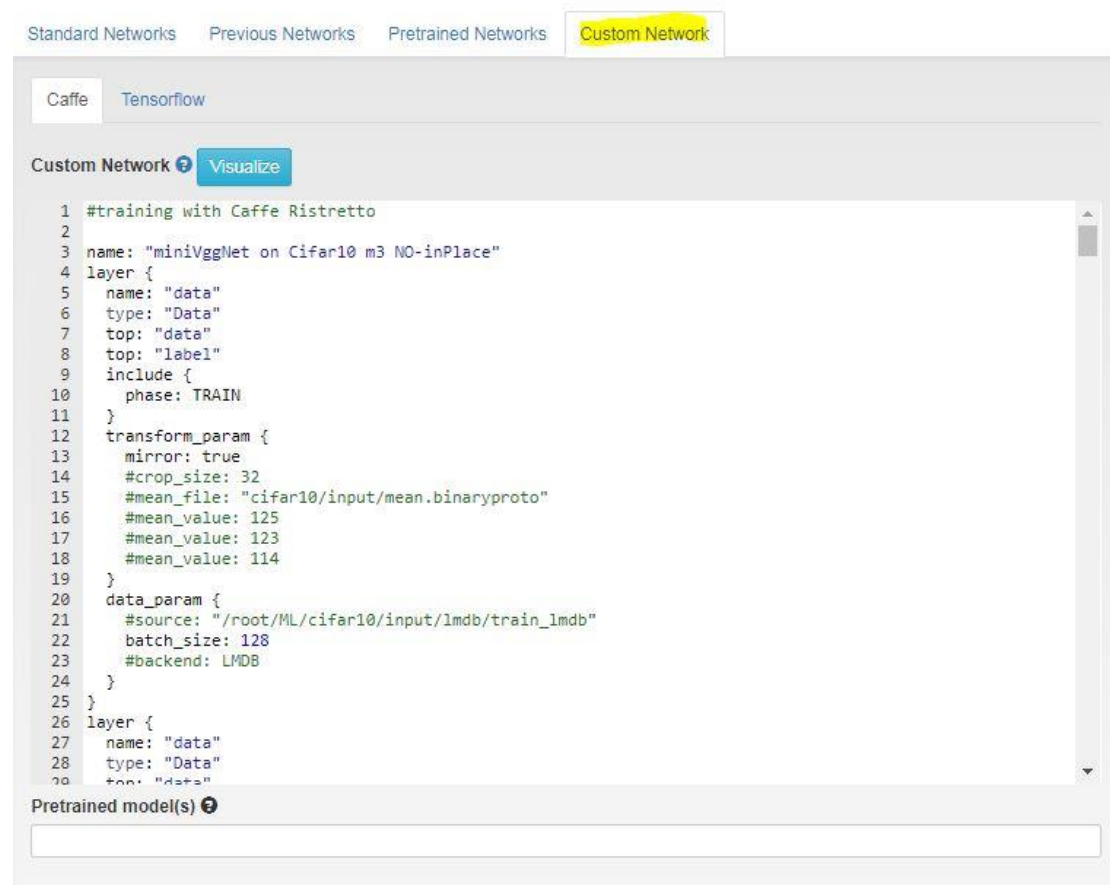 Standard Networks Previous Networks Pretrained Networks Custom Network
Caffe Tensorflow
Custom Network ? Visualize
1 #training with Caffe Ristretto
2
3 name: "miniVggNet on Cifar10 m3 NO-inPlace"
4 layer {
5 name: "data"
6 type: "Data"
7 top: "data"
8 top: "label"
9 include {
10 phase: TRAIN
11 }
12 transform_param {
13 mirror: true
14 #crop_size: 32
15 #mean_file: "cifar10/input/mean.binaryproto"
16 #mean_value: 125
17 #mean_value: 123
18 #mean_value: 114
19 }
20 data_param {
21 #source: "/root/ML/cifar10/input/lmdb/train_lmdb"
22 batch_size: 128
23 #backend: LMDB
24 }
25 }
26 layer {
27 name: "data"
28 type: "Data"
29 top: "data"
Pretrained model(s) ?